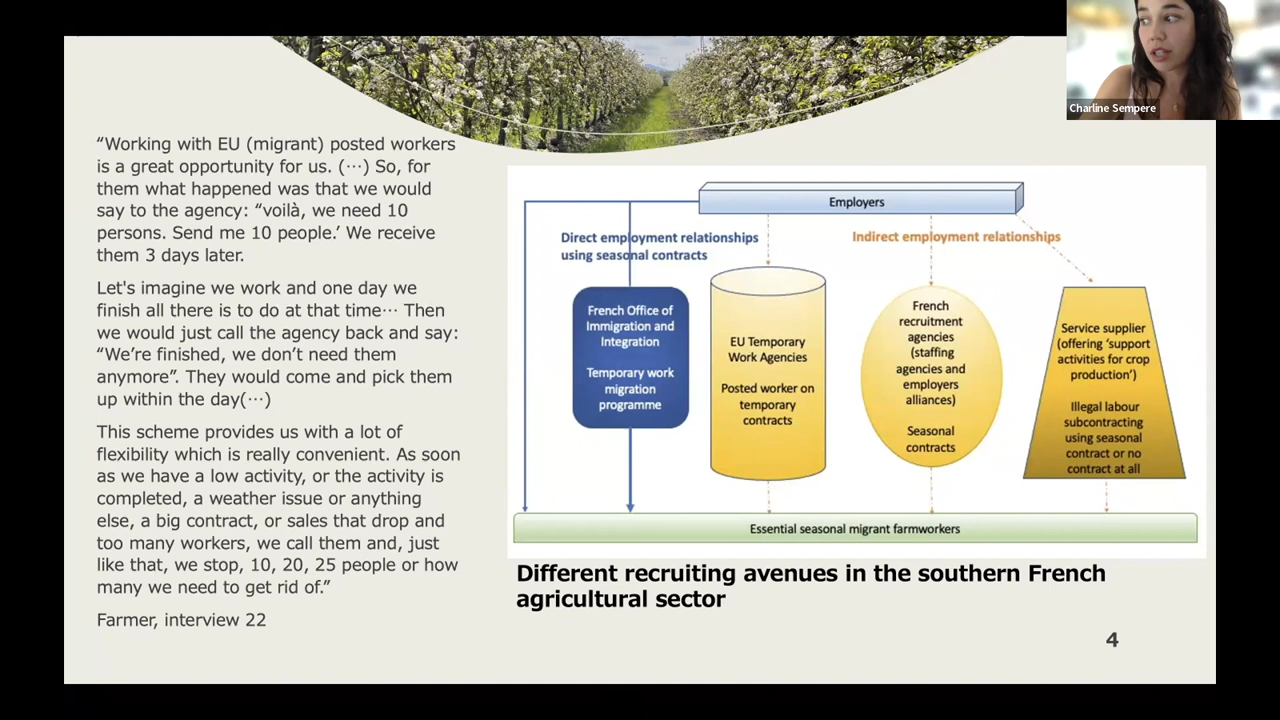 Charline Sempere
“Working with EU (migrant) posted workers
is a great opportunity for us. (···) So, for
them what happened was that we would
say to the agency: “voilà, we need 10
persons. Send me 10 people.’ We receive
them 3 days later.
Let's imagine we work and one day we
finish all there is to do at that time··· Then
we would just call the agency back and say:
“We’re finished, we don’t need them
anymore”. They would come and pick them
up within the day(···)
This scheme provides us with a lot of
flexibility which is really convenient. As soon
as we have a low activity, or the activity is
completed, a weather issue or anything
else, a big contract, or sales that drop and
too many workers, we call them and, just
like that, we stop, 10, 20, 25 people or how
many we need to get rid of.”
Farmer, interview 22
Employers
Direct employment relationships
using seasonal contracts
Indirect employment relationships
French Office of
Immigration and
Integration
Temporary work
migration
programme
EU Temporary
Work Agencies
Posted worker on
temporary
contracts
French
recruitment
agencies
(staffing
agencies and
employers
alliances)
Seasonal
contracts
Service supplier
(offering ‘support
activities for crop
production’)
Illegal labour
subcontracting
using seasonal
contract or no
contract at all
Essential seasonal migrant farmworkers
Different recruiting avenues in the southern French
agricultural sector
4